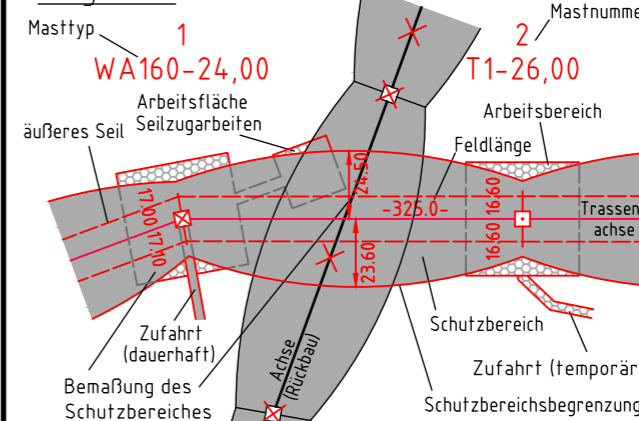 Masttyp
1
WA160-24,00
Mastnumme
2
T1-26,00
Arbeitsfläche
Seilzugarbeiten
äußeres Seil
Arbeitsbereich
Feldlänge
24.50
17.00
17.10
-325.0-
16.60
16.60
Trassen
achse
23.60
Zufahrt
(dauerhaft)
Achse
(Rückbau)
Schutzbereich
Bemaßung des
Schutzbereiches
Zufahrt (temporär
Schutzbereichsbegrenzung